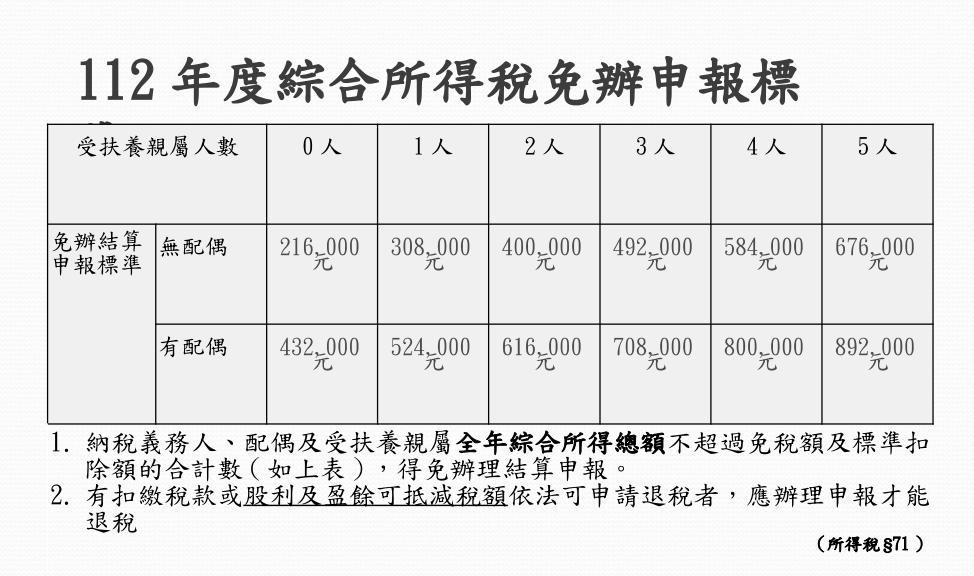 112 年度綜合所得稅免辦申報標
受扶養親屬人數 0 人 1 人 2 人 3 人 4 人 5 人
免辦結算申報標準 無配偶 216,000元 308,000元 400,000元 492,000元 584,000元 676,000元
有配偶 432,000元 524,000元 616,000元 708,000元 800,000元 892,000元
1. 納稅義務人、配偶及受扶養親屬全年綜合所得總額不超過免稅額及標準扣
除額的合計數(如上表),得免辦理結算申報。
2. 有扣繳稅款或股利及盈餘可抵減稅額依法可申請退稅者,應辦理申報才能
退稅
(所得稅§71)